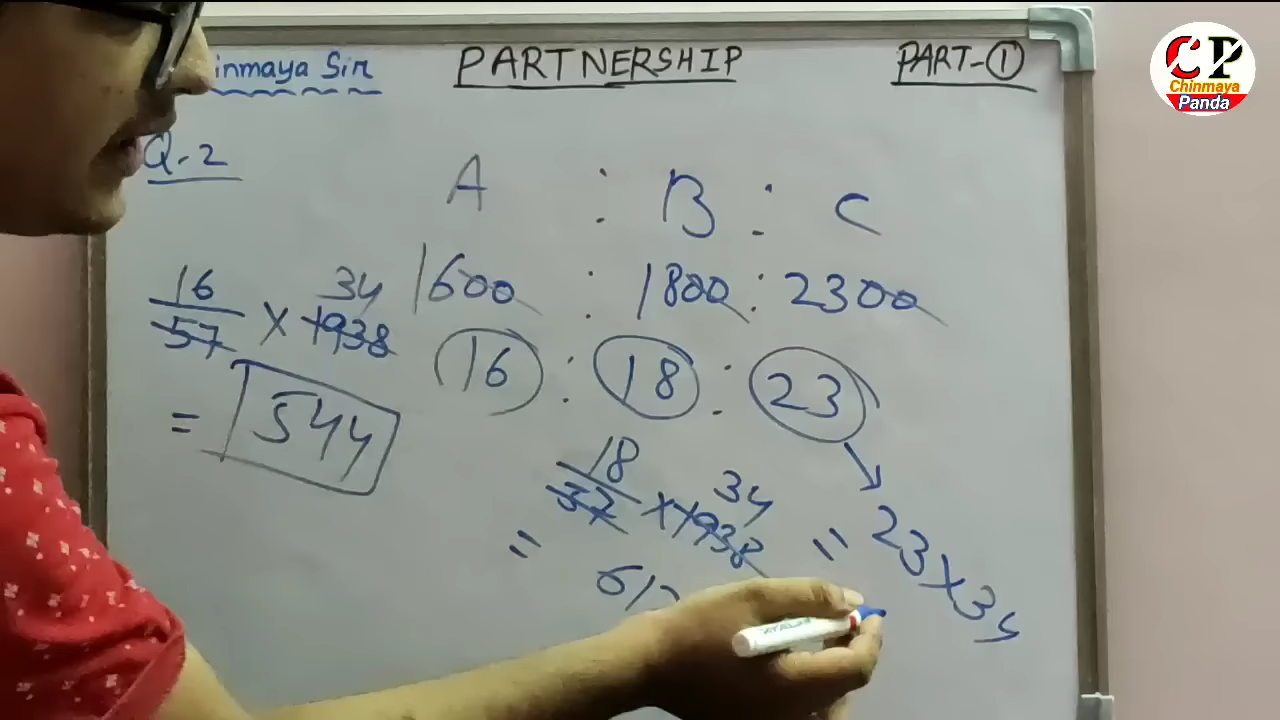 inmaya Sir PARTNERSHIP PART-①
CP
Chinmaya
Panda
Q.2
A : B : C
1600 : 1800 : 2300
16 : 18 : 23
16/57 × 1938 34
= 544
18/57 × 1938 34
= 612
= 23×34